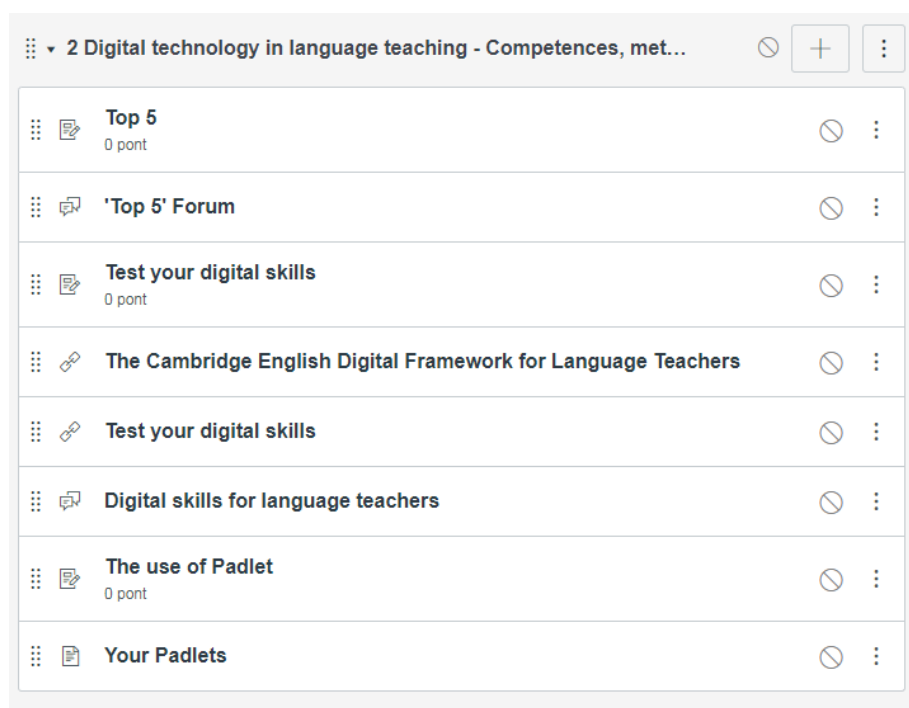 2 Digital technology in language teaching - Competences, met...
Top 5
0 pont
'Top 5' Forum
Test your digital skills
0 pont
The Cambridge English Digital Framework for Language Teachers
Test your digital skills
Digital skills for language teachers
The use of Padlet
0 pont
Your Padlets